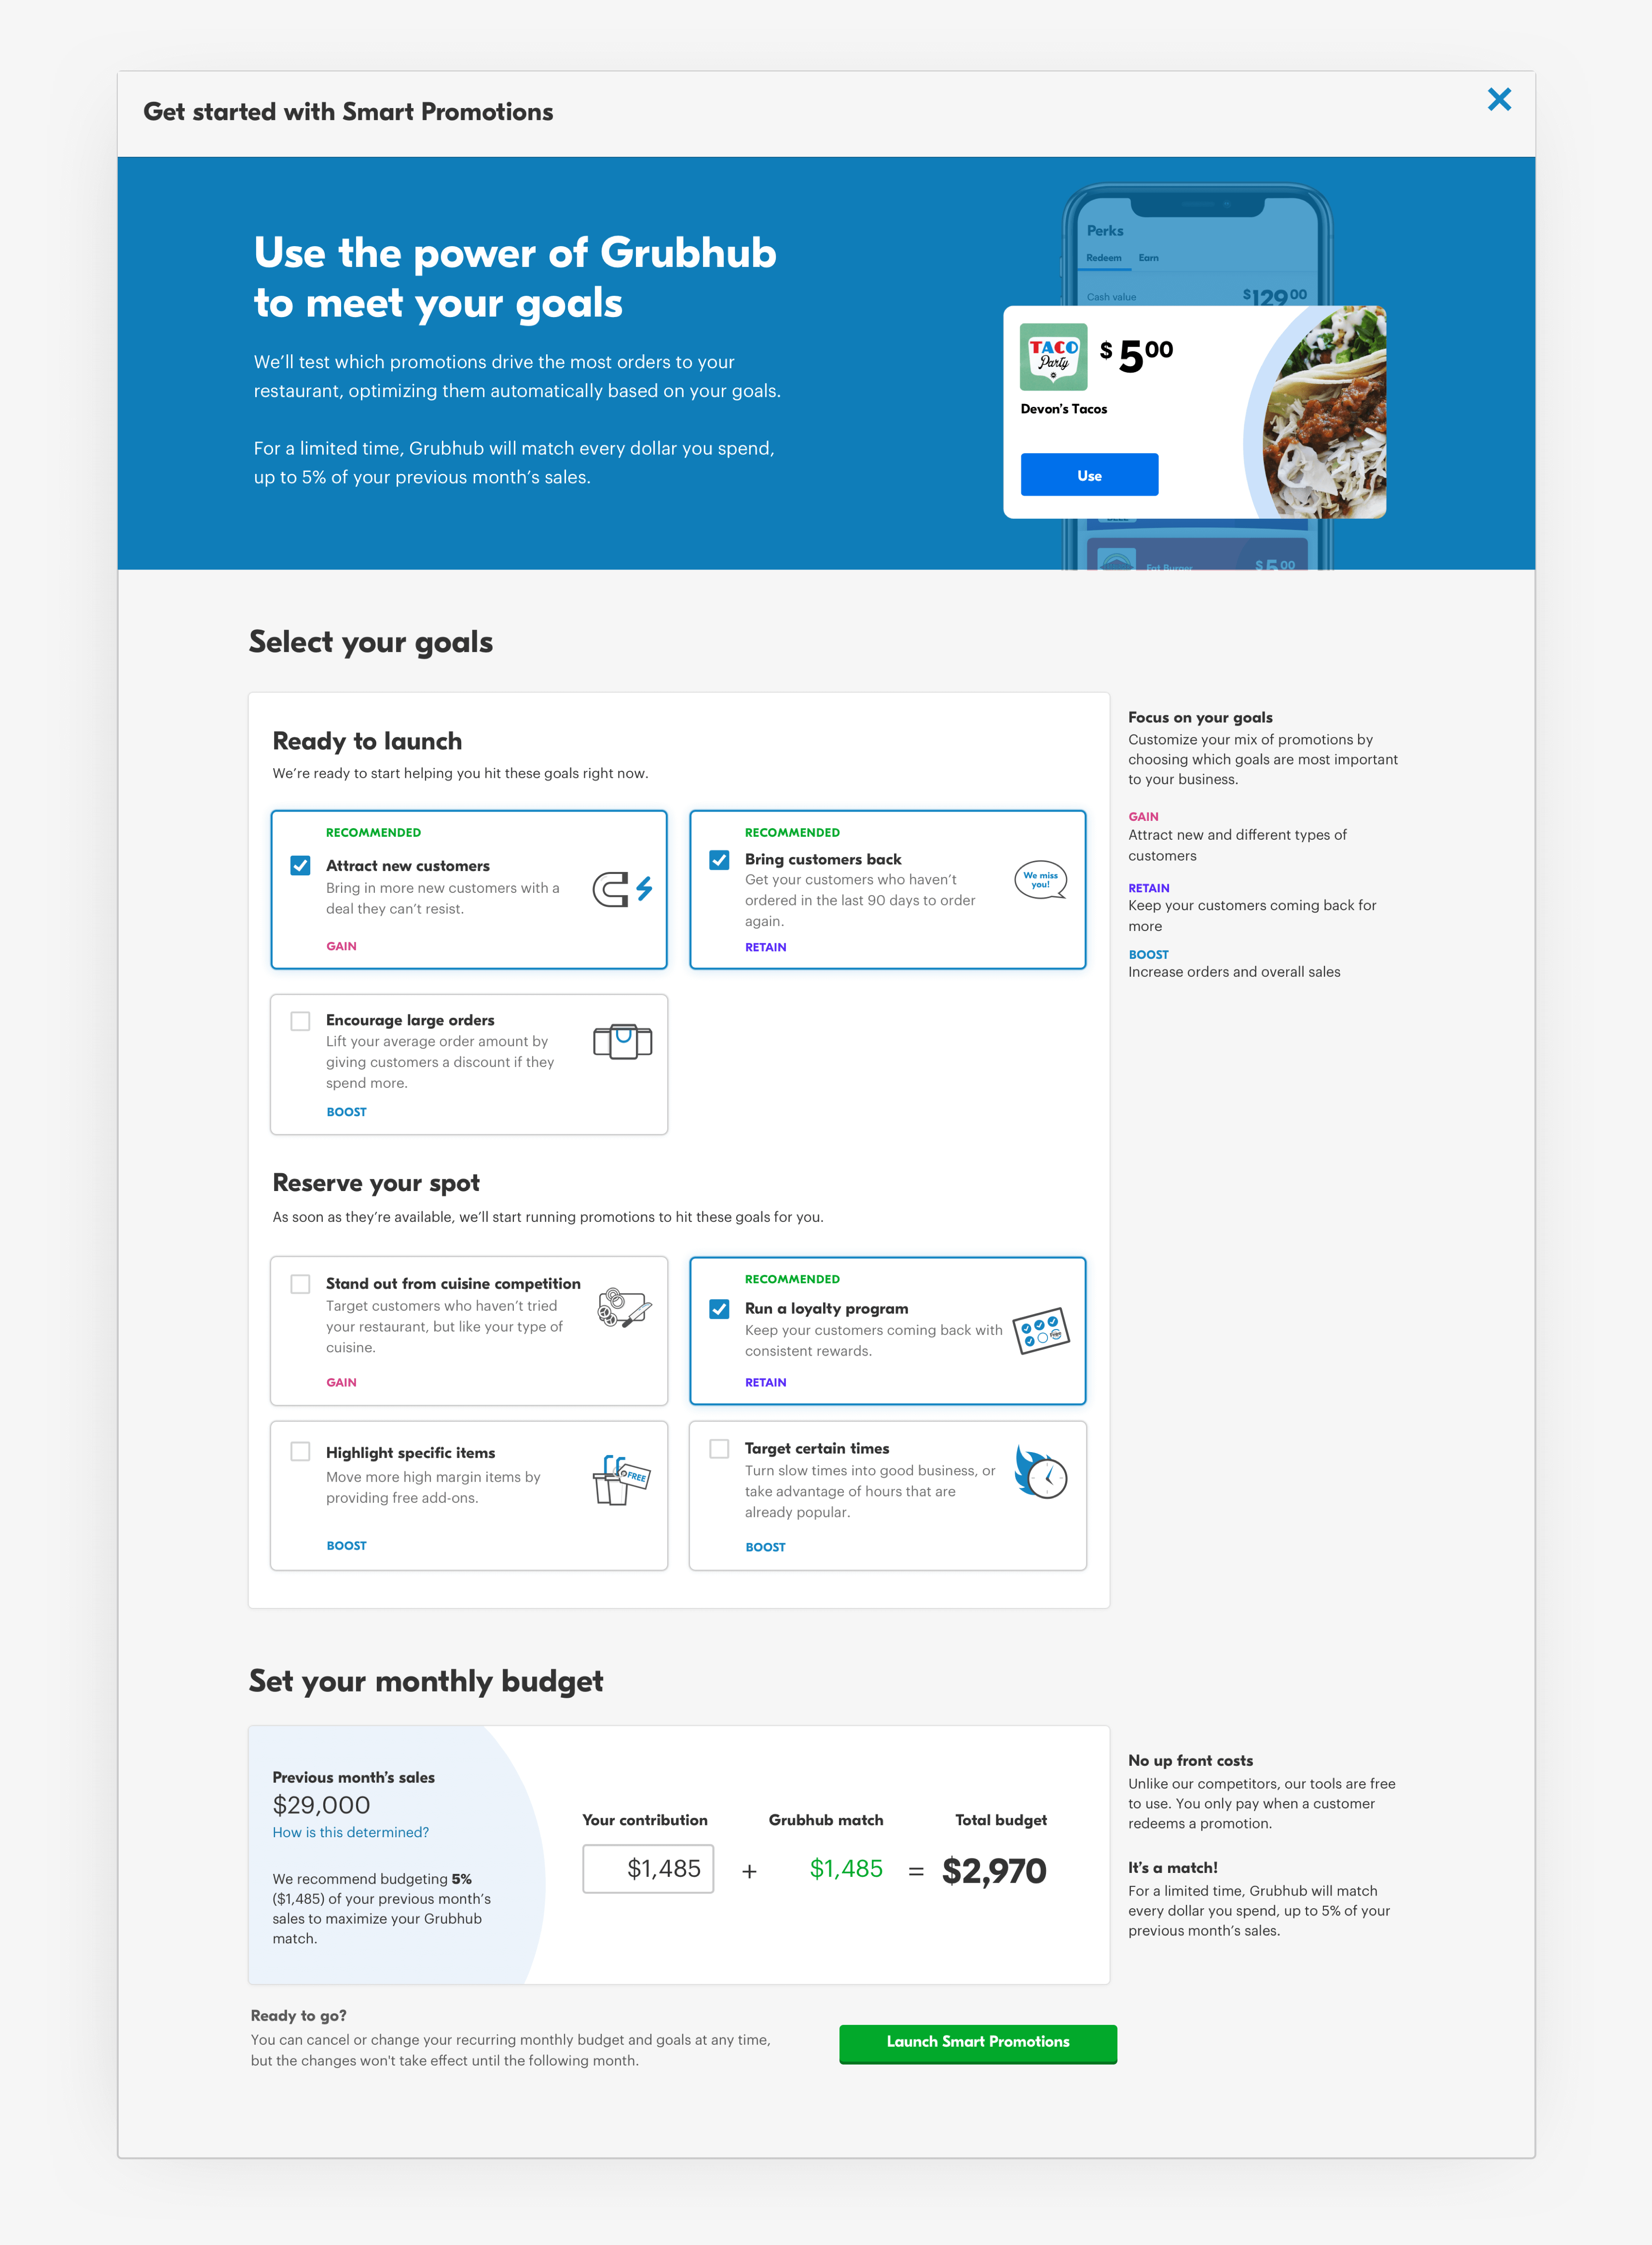 Get started with Smart Promotions
Use the power of Grubhub
to meet your goals
We’ll test which promotions drive the most orders to your
restaurant, optimizing them automatically based on your goals.
For a limited time, Grubhub will match every dollar you spend,
up to 5% of your previous month’s sales.
Perks
Redeem Earn
Cash value $129 00
TACO
Party
$ 5 00
Devon’s Tacos
Use
Fat Burger $ 5 00
Select your goals
Ready to launch
We’re ready to start helping you hit these goals right now.
RECOMMENDED
Attract new customers
Bring in more new customers with a
deal they can’t resist.
GAIN
RECOMMENDED
Bring customers back
Get your customers who haven’t
ordered in the last 90 days to order
again.
RETAIN
We miss
you!
Encourage large orders
Lift your average order amount by
giving customers a discount if they
spend more.
BOOST
Reserve your spot
As soon as they’re available, we’ll start running promotions to hit these goals for you.
Stand out from cuisine competition
Target customers who haven’t tried
your restaurant, but like your type of
cuisine.
GAIN
RECOMMENDED
Run a loyalty program
Keep your customers coming back with
consistent rewards.
RETAIN
Highlight specific items
Move more high margin items by
providing free add-ons.
BOOST
FREE
Target certain times
Turn slow times into good business, or
take advantage of hours that are
already popular.
BOOST
Focus on your goals
Customize your mix of promotions by
choosing which goals are most important
to your business.
GAIN
Attract new and different types of
customers
RETAIN
Keep your customers coming back for
more
BOOST
Increase orders and overall sales
Set your monthly budget
Previous month’s sales
$29,000
How is this determined?
We recommend budgeting 5%
($1,485) of your previous month’s
sales to maximize your Grubhub
match.
Your contribution Grubhub match Total budget
$1,485 + $1,485 = $2,970
No up front costs
Unlike our competitors, our tools are free
to use. You only pay when a customer
redeems a promotion.
It’s a match!
For a limited time, Grubhub will match
every dollar you spend, up to 5% of your
previous month’s sales.
Ready to go?
You can cancel or change your recurring monthly budget and goals at any time,
but the changes won't take effect until the following month.
Launch Smart Promotions